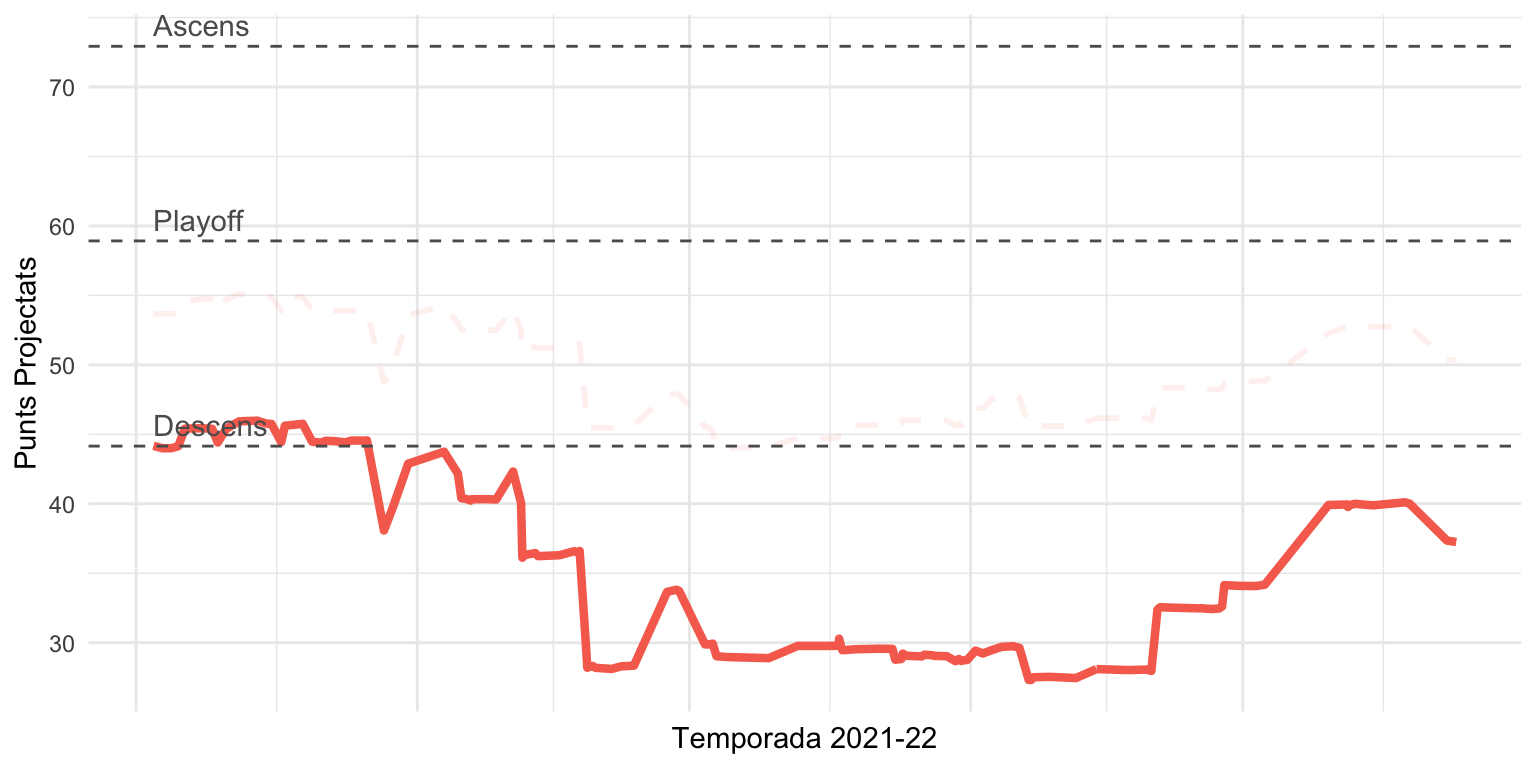 Ascens
70
Playoff
60
50
Descens
40
30
Punts Projectats
Temporada 2021-22